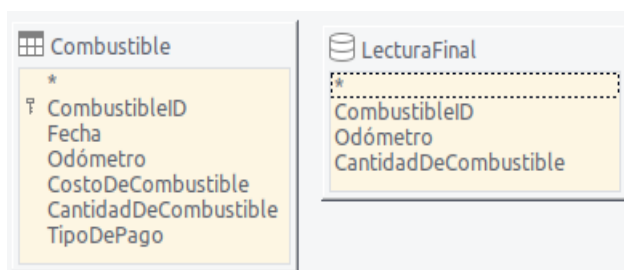 Combustible
*
CombustibleID
Fecha
Odómetro
CostoDeCombustible
CantidadDeCombustible
TipoDePago
LecturaFinal
*
CombustibleID
Odómetro
CantidadDeCombustible